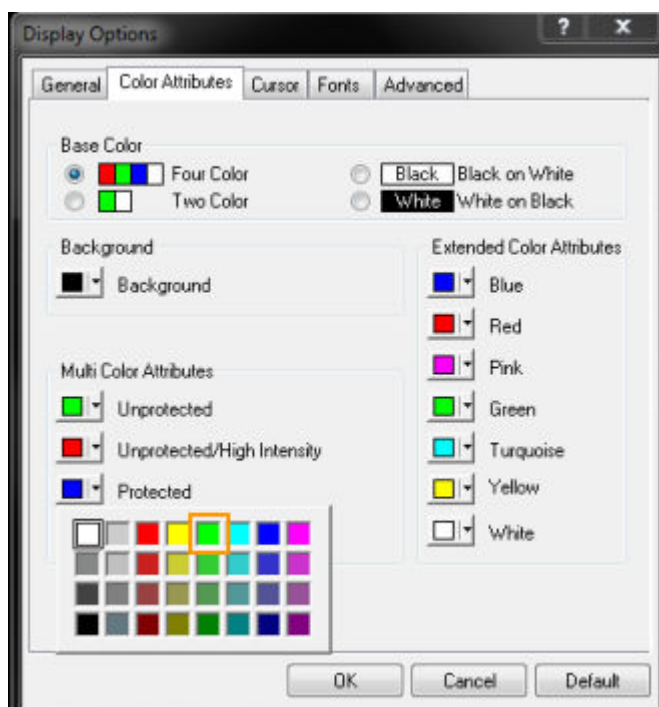 Display Options
? X
General Color Attributes Cursor Fonts Advanced
Base Color
Four Color
Black Black on White
Two Color
White White on Black
Background
Background
Extended Color Attributes
Blue
Red
Pink
Green
Turquoise
Yellow
White
Multi Color Attributes
Unprotected
Unprotected/High Intensity
Protected
OK Cancel Default